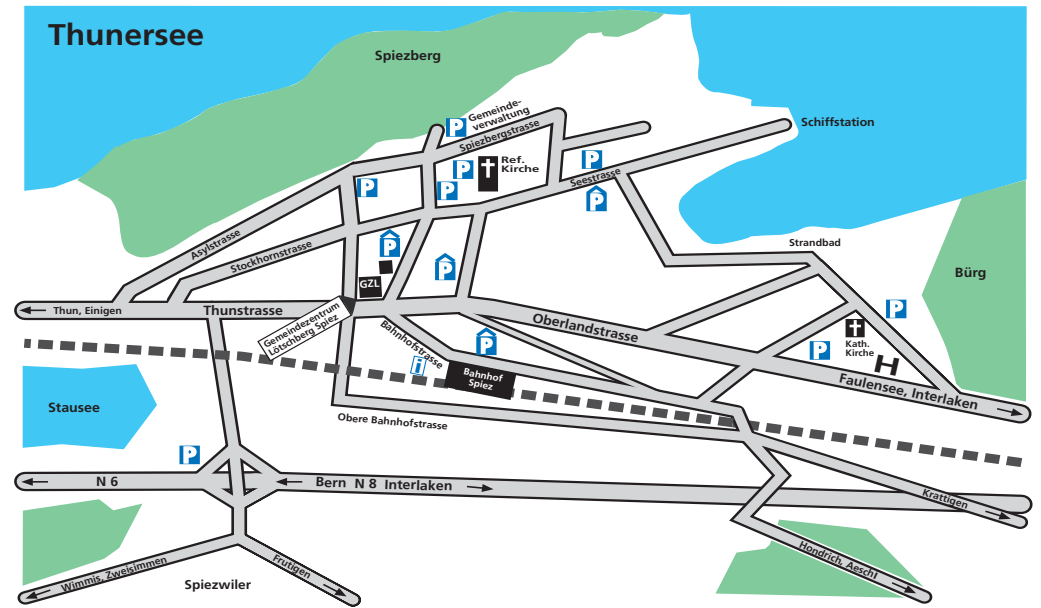 Thunersee
Spiezberg
P
Gemeinde-
verwaltung
Spiezbergstrasse
Schiffstation
P
Ref.
Kirche
P
P
P
Seestrasse
P
Asylstrasse
Stockhornstrasse
P
P
Strandbad
Bürg
GZL
Thun, Einigen
Thunstrasse
Gemeindezentrum
Lötschberg Spiez
Oberlandstrasse
P
Bahnhofstrasse
P
i
Kath.
Kirche
P
Bahnhof
Spiez
Faulensee, Interlaken
Stausee
Obere Bahnhofstrasse
P
N 6
Bern N 8 Interlaken
Krattigen
Hondrich, Aeschi
Wimmis, Zweisimmen
Frutigen
Spiezwiler